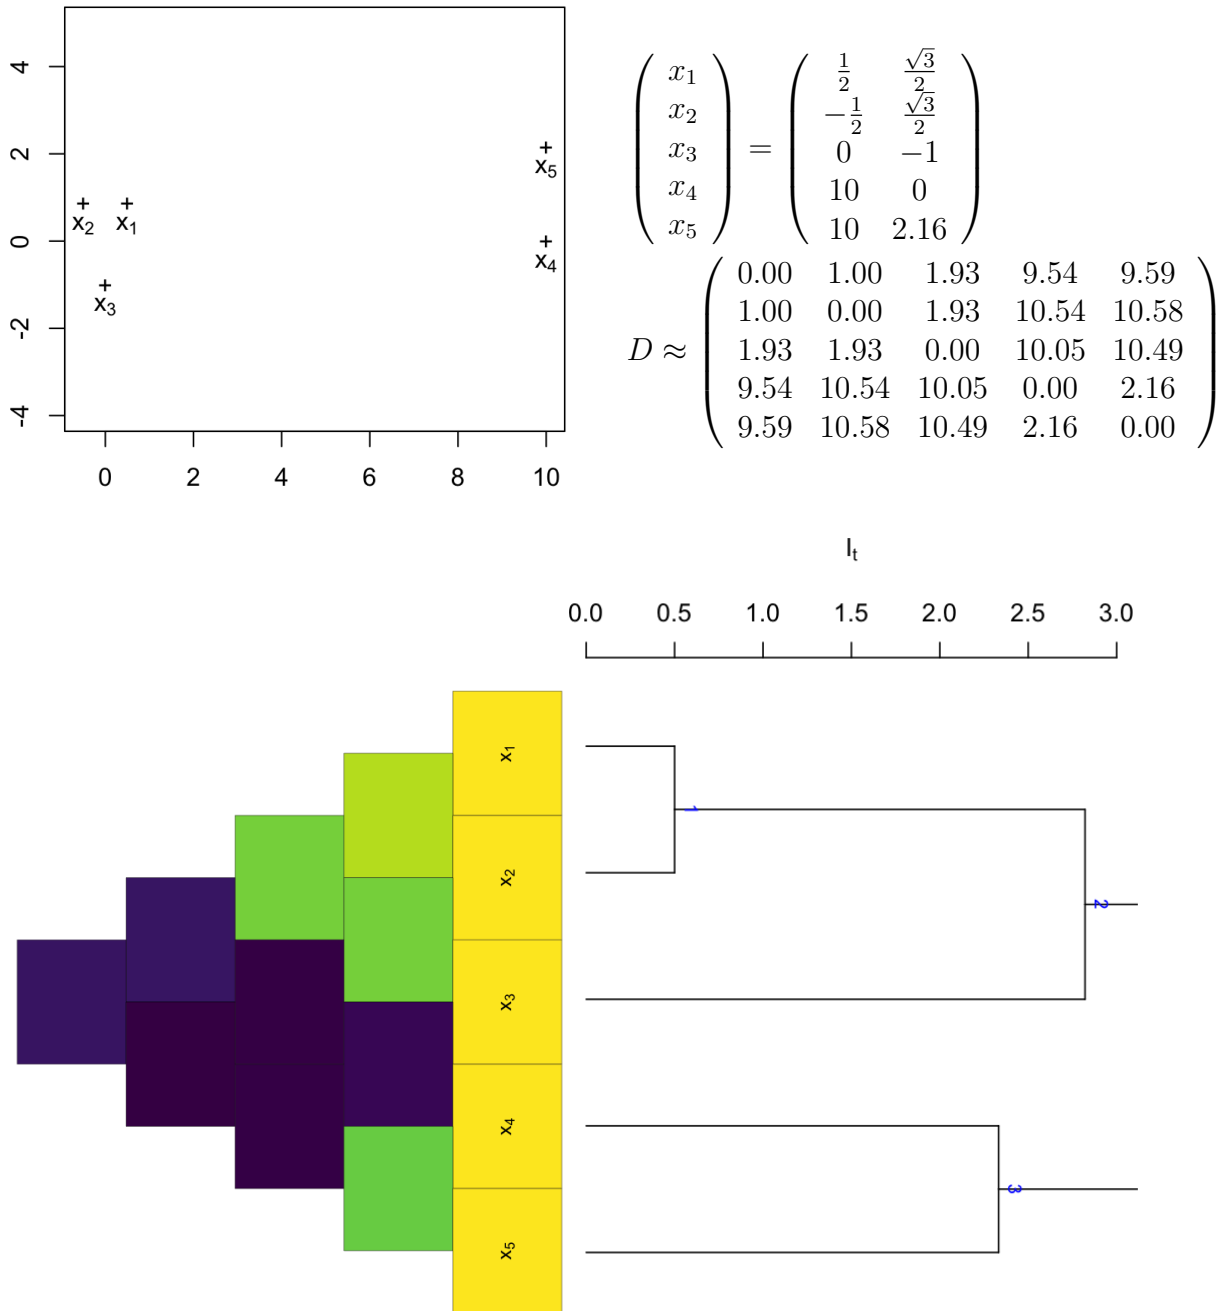 4
2
0
-2
-4
x5
x2 x1
x4
x3
0 2 4 6 8 10
( x1 ) = ( 1/2 √3/2 )
( x2 ) ( −1/2 √3/2 )
( x3 ) ( 0 −1 )
( x4 ) ( 10 0 )
( x5 ) ( 10 2.16 )
0.00 1.00 1.93 9.54 9.59
1.00 0.00 1.93 10.54 10.58
D ≈ 1.93 1.93 0.00 10.05 10.49
9.54 10.54 10.05 0.00 2.16
9.59 10.58 10.49 2.16 0.00
lt
0.0 0.5 1.0 1.5 2.0 2.5 3.0
x1
x2
x3
x4
x5
1
2
3